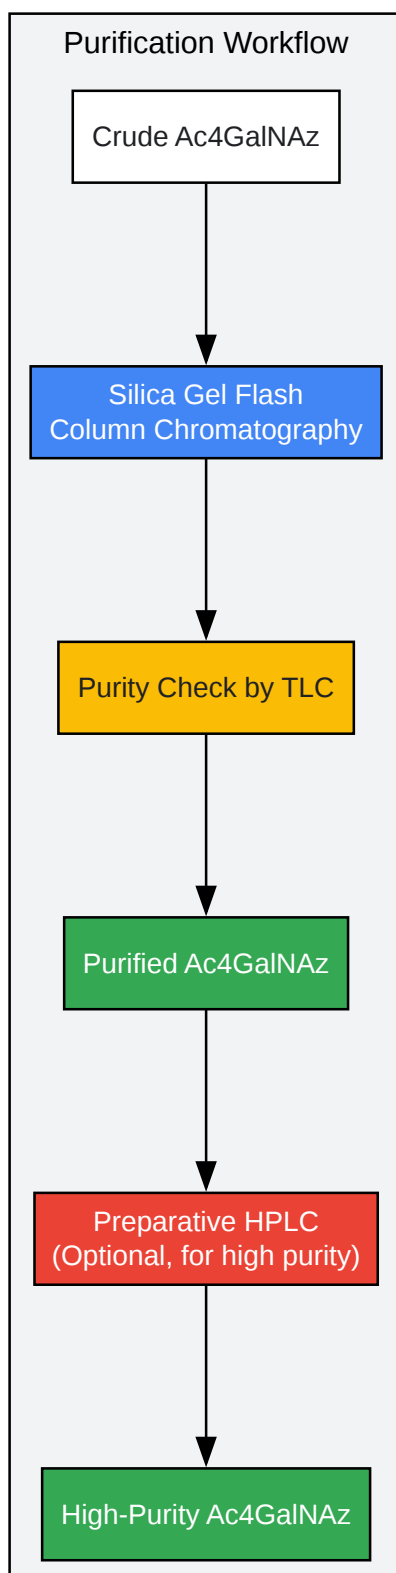 Purification Workflow
Crude Ac4GalNAz
Silica Gel Flash
Column Chromatography
Purity Check by TLC
Purified Ac4GalNAz
Preparative HPLC
(Optional, for high purity)
High-Purity Ac4GalNAz